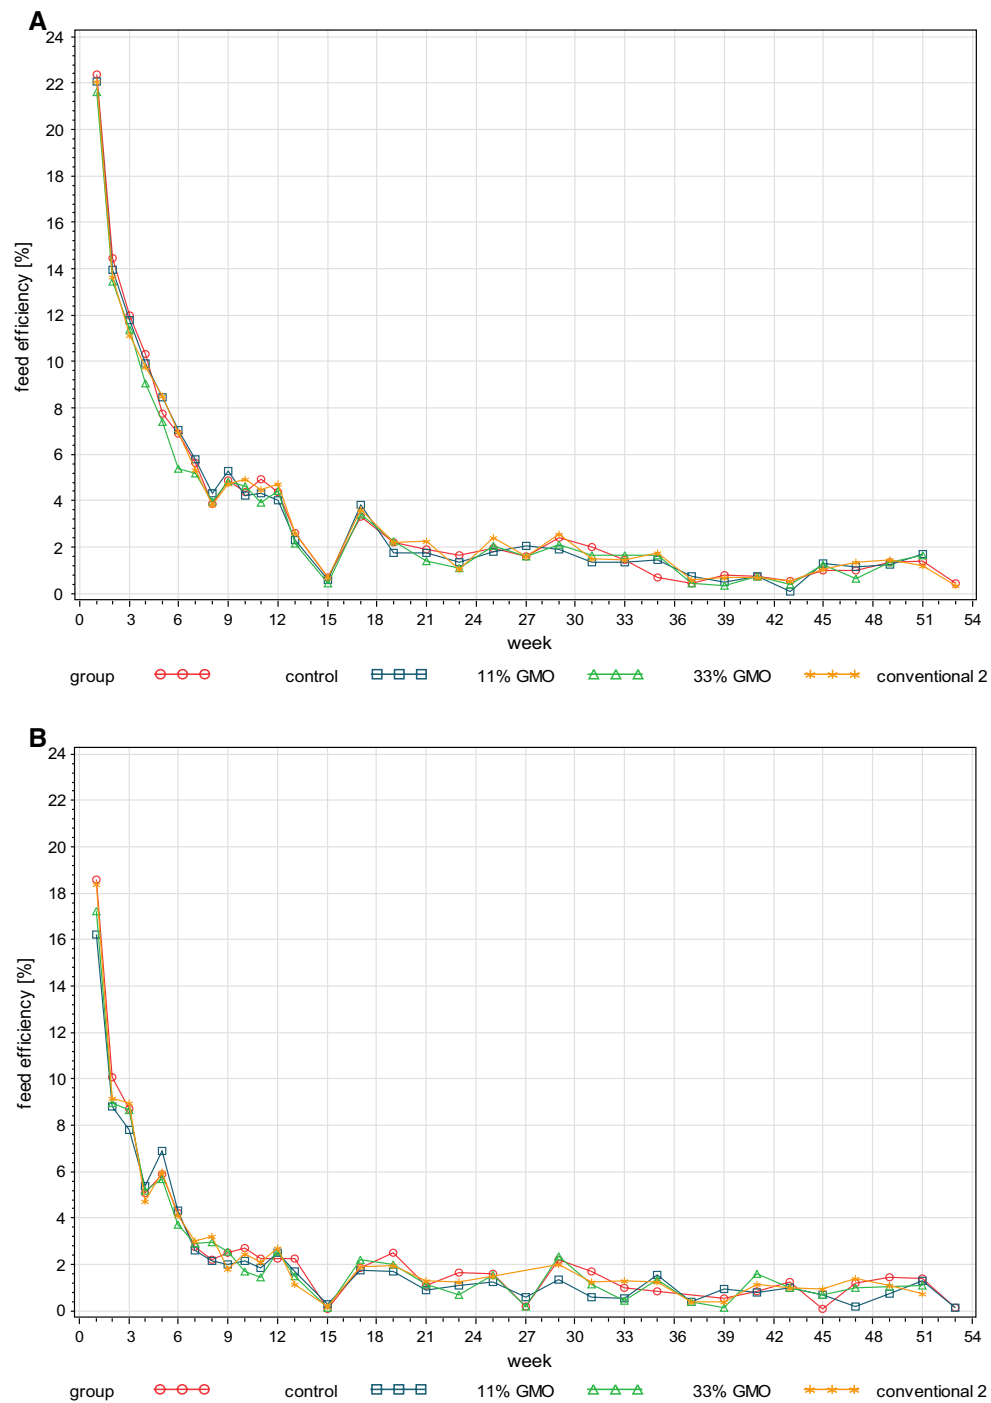 A
24
22
20
18
16
14
12
10
8
6
4
2
0
feed efficiency [%]
0 3 6 9 12 15 18 21 24 27 30 33 36 39 42 45 48 51 54
week
group control 11% GMO 33% GMO conventional 2
B
24
22
20
18
16
14
12
10
8
6
4
2
0
feed efficiency [%]
0 3 6 9 12 15 18 21 24 27 30 33 36 39 42 45 48 51 54
week
group control 11% GMO 33% GMO conventional 2